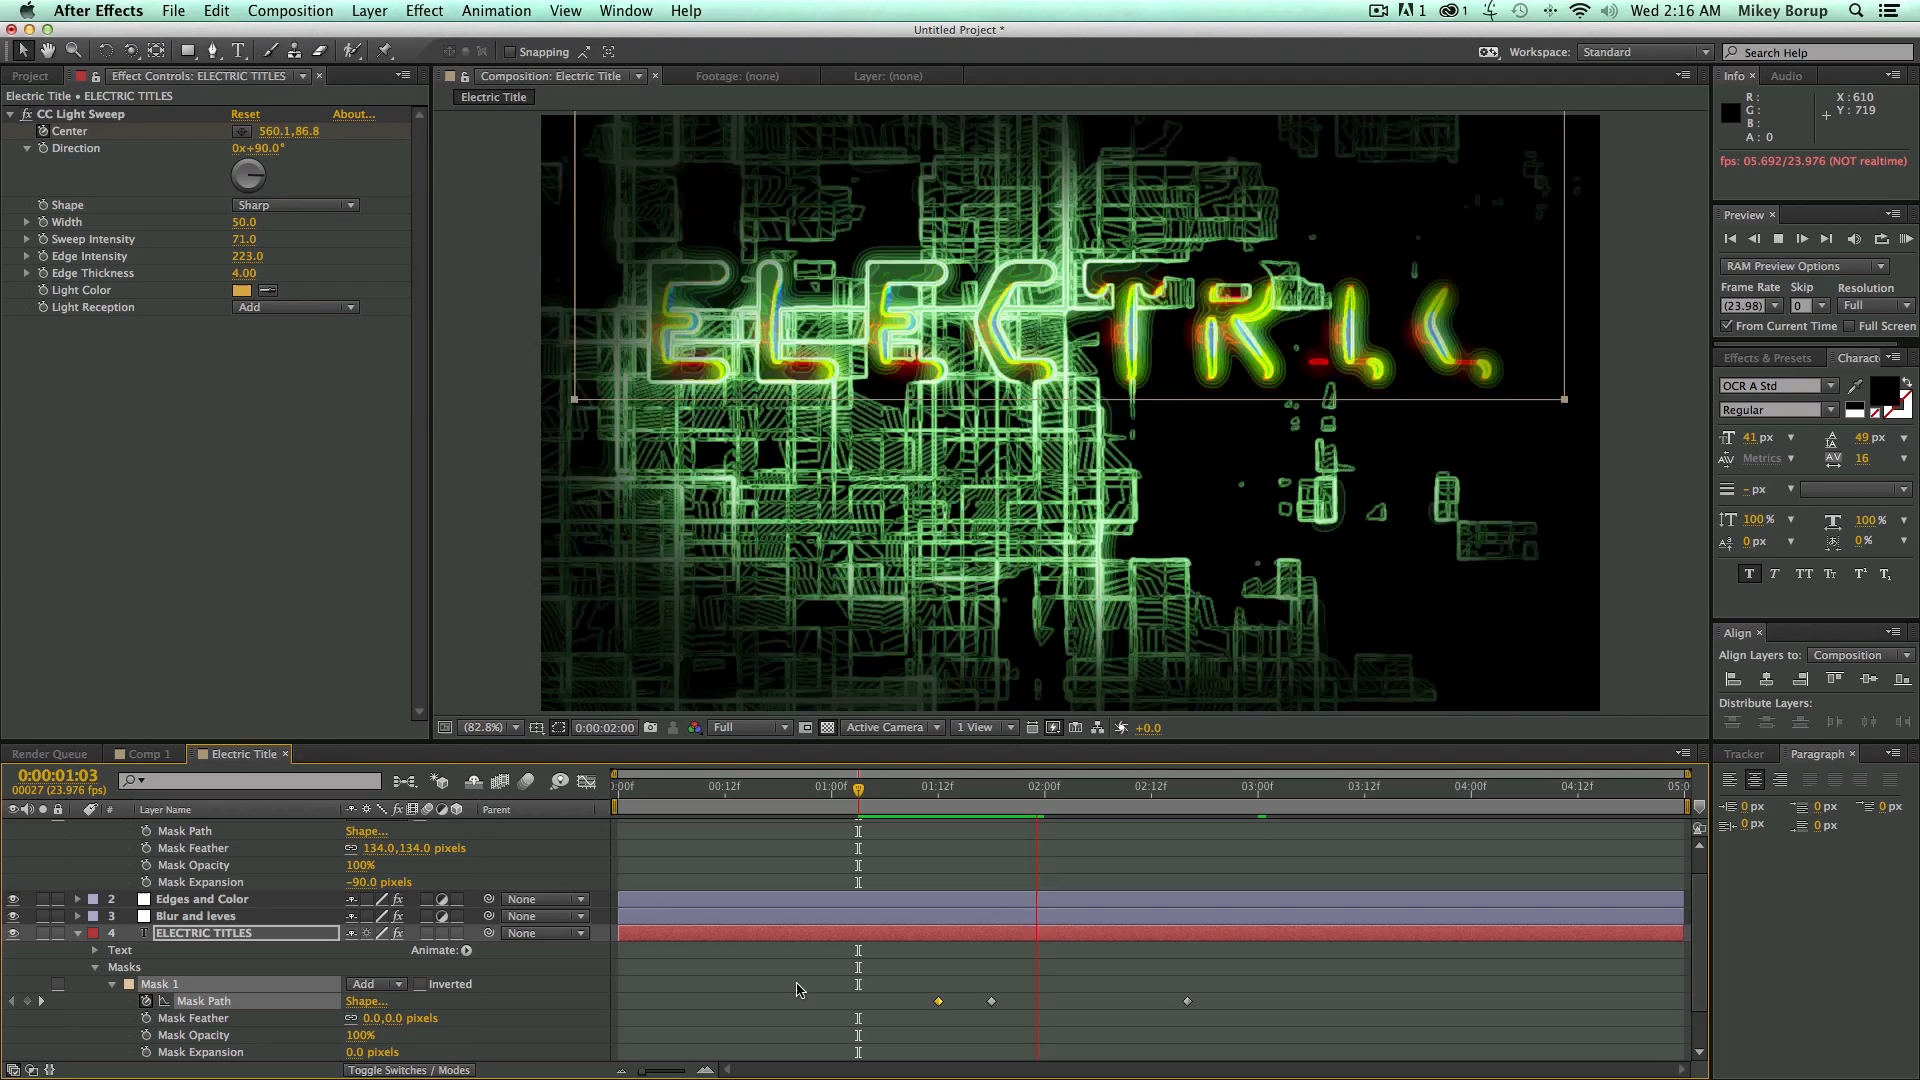 After Effects File Edit Composition Layer Effect Animation View Window Help 1 1 Wed 2:16 AM Mikey Borup
Untitled Project *
Snapping Workspace: Standard Search Help
Project Effect Controls: ELECTRIC TITLES × Composition: Electric Title × Footage: (none) Layer: (none) Info × Audio
Electric Title • ELECTRIC TITLES Electric Title
fx CC Light Sweep Reset About...
Center 560.1,86.8
Direction 0x+90.0°
Shape Sharp
Width 50.0
Sweep Intensity 71.0
Edge Intensity 223.0
Edge Thickness 4.00
Light Color
Light Reception Add
ELECTRIC
R : X : 610
G : Y : 719
B :
A : 0
fps: 05.692/23.976 (NOT realtime)
Preview ×
RAM Preview Options
Frame Rate Skip Resolution
(23.98) 0 Full
From Current Time Full Screen
Effects & Presets Charact
OCR A Std
Regular
41 px 49 px
Metrics 16
– px
100 % 100 %
0 px 0 %
T T TT Tr T¹ T₁
Align ×
Align Layers to: Composition
Distribute Layers:
(82.8%) 0:00:02:00 Full Active Camera 1 View +0.0
Render Queue Comp 1 Electric Title × Tracker Paragraph ×
0:00:01:03
00027 (23.976 fps)
:00f 00:12f 01:00f 01:12f 02:00f 02:12f 03:00f 03:12f 04:00f 04:12f 05:0
# Layer Name fx Parent
Mask Path Shape...
Mask Feather 134.0,134.0 pixels
Mask Opacity 100%
Mask Expansion –90.0 pixels
2 Edges and Color fx None
3 Blur and leves fx None
4 T ELECTRIC TITLES fx None
Text Animate:
Masks
Mask 1 Add Inverted
Mask Path Shape...
Mask Feather 0.0,0.0 pixels
Mask Opacity 100%
Mask Expansion 0.0 pixels
Toggle Switches / Modes
0 px 0 px 0 px
0 px 0 px